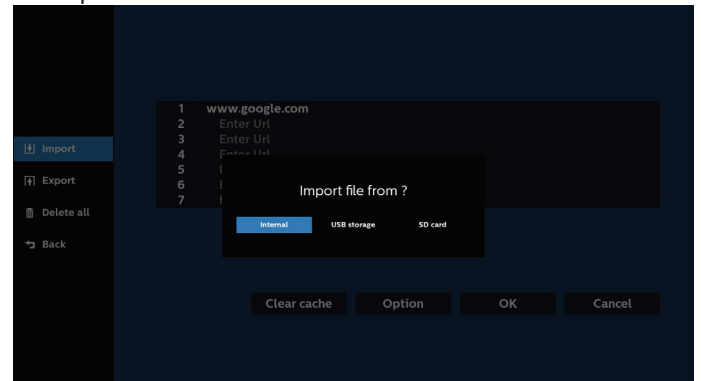 1 www.google.com
2 Enter Url
3 Enter Url
4
5
6
7
Import
Export
Delete all
Back
Import file from ?
Internal USB storage SD card
Clear cache Option OK Cancel